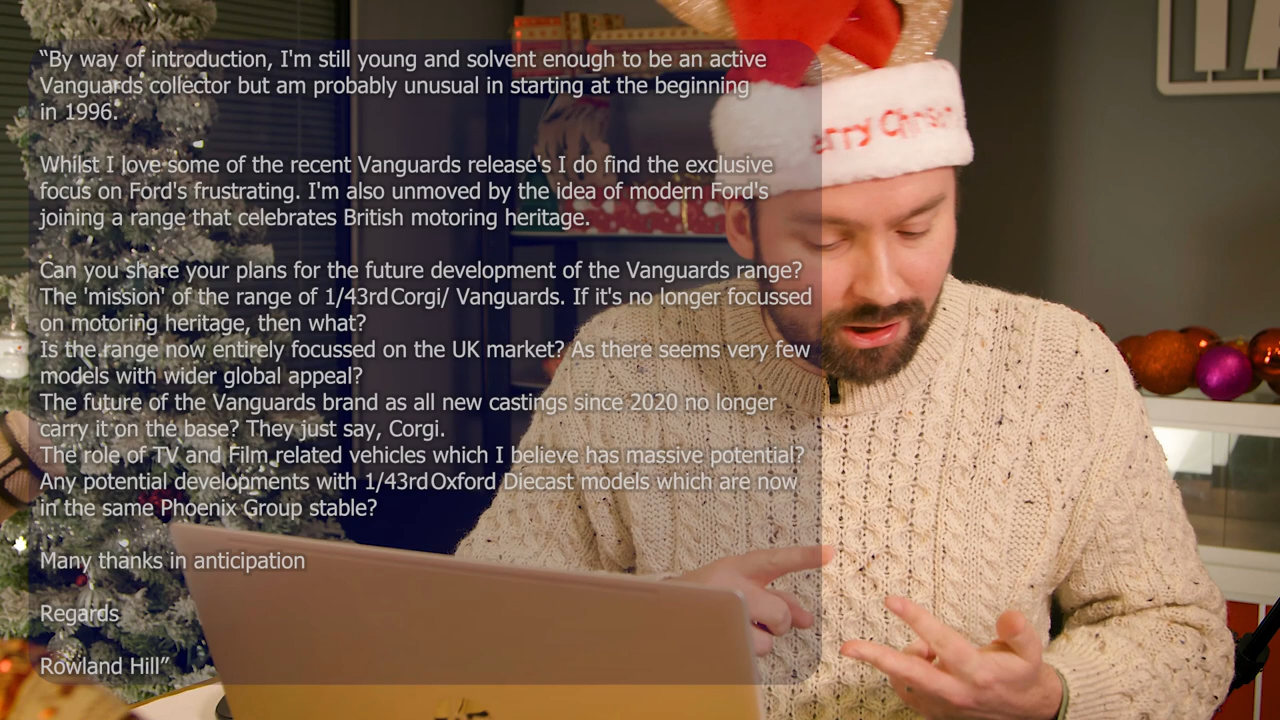 “By way of introduction, I'm still young and solvent enough to be an active
Vanguards collector but am probably unusual in starting at the beginning
in 1996.
Whilst I love some of the recent Vanguards release's I do find the exclusive
focus on Ford's frustrating. I'm also unmoved by the idea of modern Ford's
joining a range that celebrates British motoring heritage.
Can you share your plans for the future development of the Vanguards range?
The 'mission' of the range of 1/43rd Corgi/ Vanguards. If it's no longer focussed
on motoring heritage, then what?
Is the range now entirely focussed on the UK market? As there seems very few
models with wider global appeal?
The future of the Vanguards brand as all new castings since 2020 no longer
carry it on the base? They just say, Corgi.
The role of TV and Film related vehicles which I believe has massive potential?
Any potential developments with 1/43rd Oxford Diecast models which are now
in the same Phoenix Group stable?
Many thanks in anticipation
Regards
Rowland Hill”